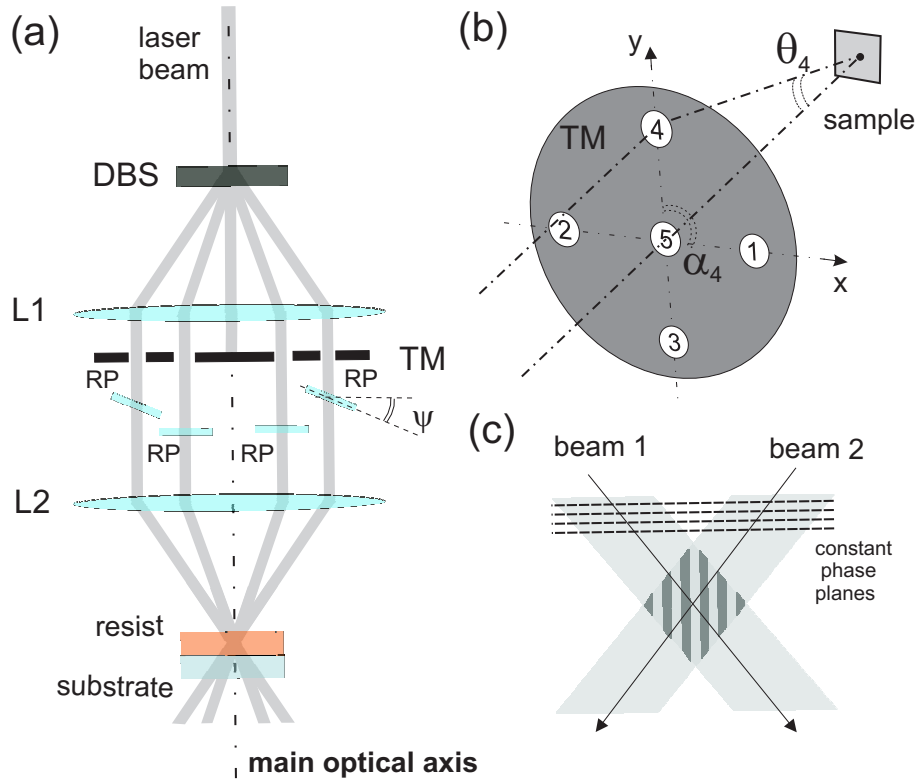 (a)
laser
beam
DBS
L1
TM
RP
RP
RP
RP
ψ
L2
resist
substrate
main optical axis
(b)
y
θ4
TM
sample
4
2
5
1
α4
x
3
(c)
beam 1
beam 2
constant
phase
planes